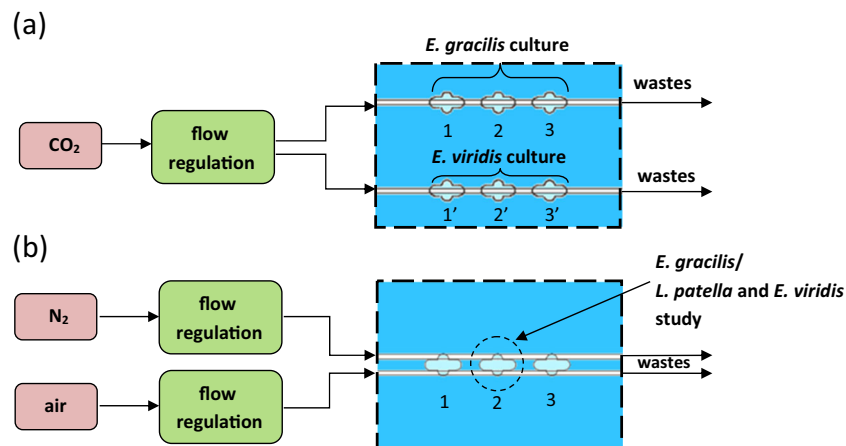 (a)
E. gracilis culture
wastes
1 2 3
flow
regulation
CO₂
E. viridis culture
wastes
1’ 2’ 3’
(b)
E. gracilis/
L. patella and E. viridis
study
N₂
flow
regulation
wastes
air
flow
regulation
1 2 3